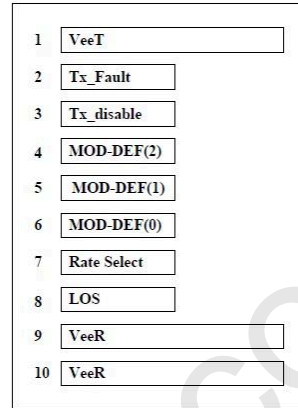 1 VeeT
2 Tx_Fault
3 Tx_disable
4 MOD-DEF(2)
5 MOD-DEF(1)
6 MOD-DEF(0)
7 Rate Select
8 LOS
9 VeeR
10 VeeR